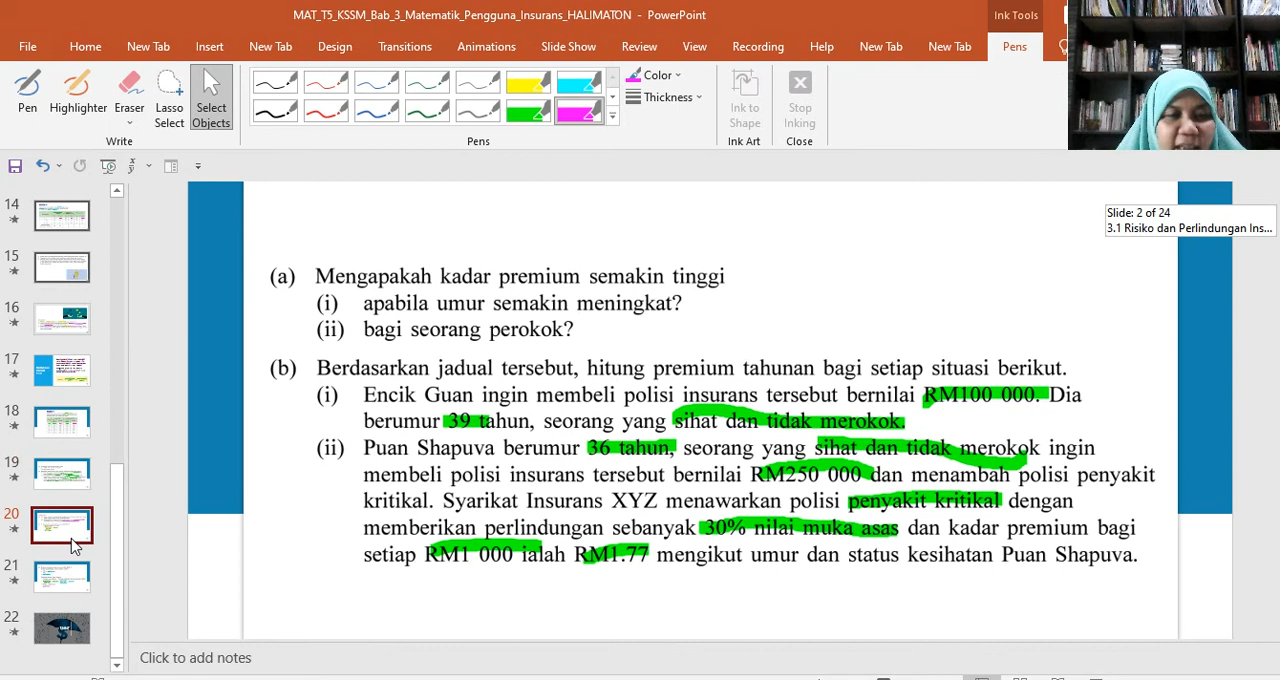 MAT_T5_KSSM_Bab_3_Matematik_Pengguna_Insurans_HALIMATON - PowerPoint
Ink Tools
File Home New Tab Insert New Tab Design Transitions Animations Slide Show Review View Recording Help New Tab New Tab Pens
Pen Highlighter Eraser Lasso Select Select Objects
Color
Thickness
Ink to Shape
Stop Inking
Write Pens Ink Art Close
Slide: 2 of 24
3.1 Risiko dan Perlindungan Ins...
14
15
16
17
18
19
20
21
22
(a) Mengapakah kadar premium semakin tinggi
(i) apabila umur semakin meningkat?
(ii) bagi seorang perokok?
(b) Berdasarkan jadual tersebut, hitung premium tahunan bagi setiap situasi berikut.
(i) Encik Guan ingin membeli polisi insurans tersebut bernilai RM100 000. Dia
berumur 39 tahun, seorang yang sihat dan tidak merokok.
(ii) Puan Shapuva berumur 36 tahun, seorang yang sihat dan tidak merokok ingin
membeli polisi insurans tersebut bernilai RM250 000 dan menambah polisi penyakit
kritikal. Syarikat Insurans XYZ menawarkan polisi penyakit kritikal dengan
memberikan perlindungan sebanyak 30% nilai muka asas dan kadar premium bagi
setiap RM1 000 ialah RM1.77 mengikut umur dan status kesihatan Puan Shapuva.
Click to add notes